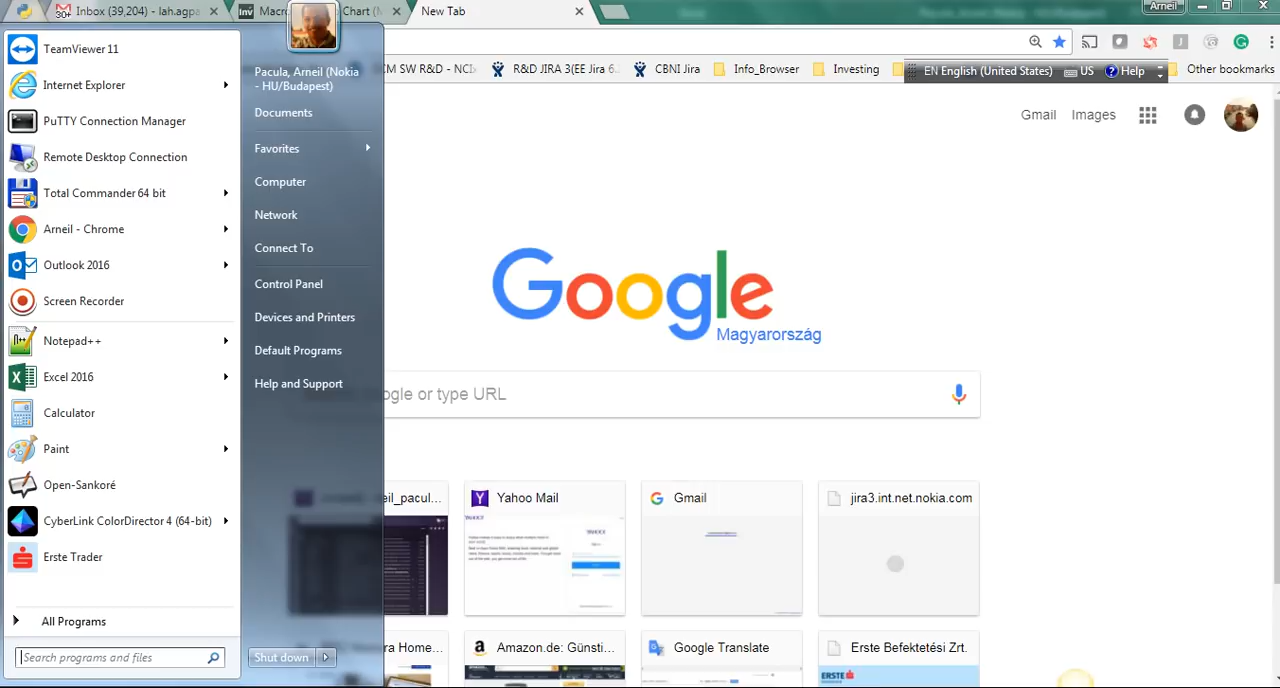 Inbox (39,204) - lah.agpa
Macr
Chart (M
New Tab
Arneil
CM SW R&D - NCI
R&D JIRA 3(EE Jira 6.
CBNI Jira
Info_Browser
Investing
EN English (United States)
US
Help
Other bookmarks
Gmail
Images
Google
Magyarország
ogle or type URL
eil_pacul...
Yahoo Mail
Gmail
jira3.int.net.nokia.com
Home...
Amazon.de: Günsti...
Google Translate
Erste Befektetési Zrt.
ERSTE
TeamViewer 11
Internet Explorer
PuTTY Connection Manager
Remote Desktop Connection
Total Commander 64 bit
Arneil - Chrome
Outlook 2016
Screen Recorder
Notepad++
Excel 2016
Calculator
Paint
Open-Sankoré
CyberLink ColorDirector 4 (64-bit)
Erste Trader
All Programs
Search programs and files
Pacula, Arneil (Nokia
- HU/Budapest)
Documents
Favorites
Computer
Network
Connect To
Control Panel
Devices and Printers
Default Programs
Help and Support
Shut down